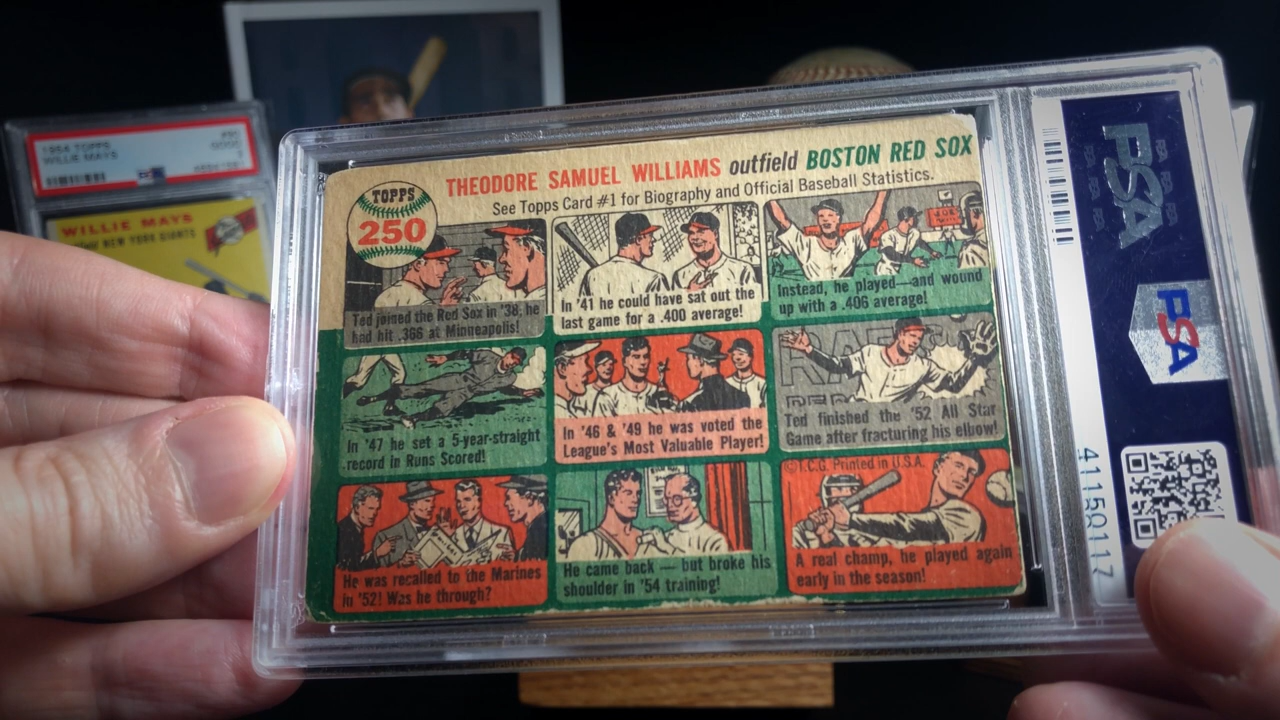 1954 TOPPS
WILLIE MAYS
#90
WILLIE MAYS
NEW YORK GIANTS
THEODORE SAMUEL WILLIAMS outfield BOSTON RED SOX
See Topps Card #1 for Biography and Official Baseball Statistics.
TOPPS
250
Ted joined the Red Sox in '38, he
had hit .366 at Minneapolis!
In '41 he could have sat out the
last game for a .400 average!
JOE
Instead, he played—and wound
up with a .406 average!
In '47 he set a 5-year-straight
record in Runs Scored!
In '46 & '49 he was voted the
League's Most Valuable Player!
Ted finished the '52 All Star
Game after fracturing his elbow!
He was recalled to the Marines
in '52! Was he through?
He came back — but broke his
shoulder in '54 training!
©T.C.G. Printed in U.S.A.
A real champ, he played again
early in the season!
PSA
PSA
41150117